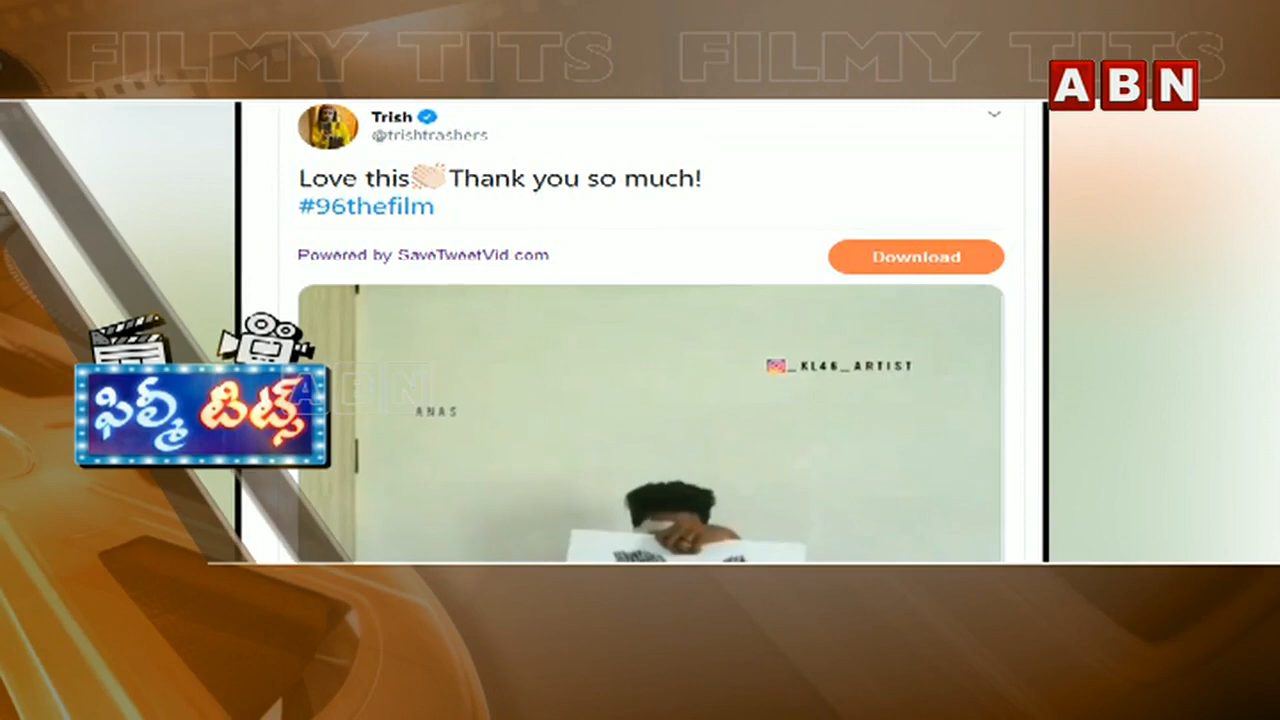 FILMY TITS FILMY TITS
ABN
Trish
@trishtrashers
Love this👏🏻Thank you so much!
#96thefilm
Powered by SaveTweetVid.com
Download
_KL46_ARTIST
ABN
ANAS
ఫిల్మీ టిట్స్